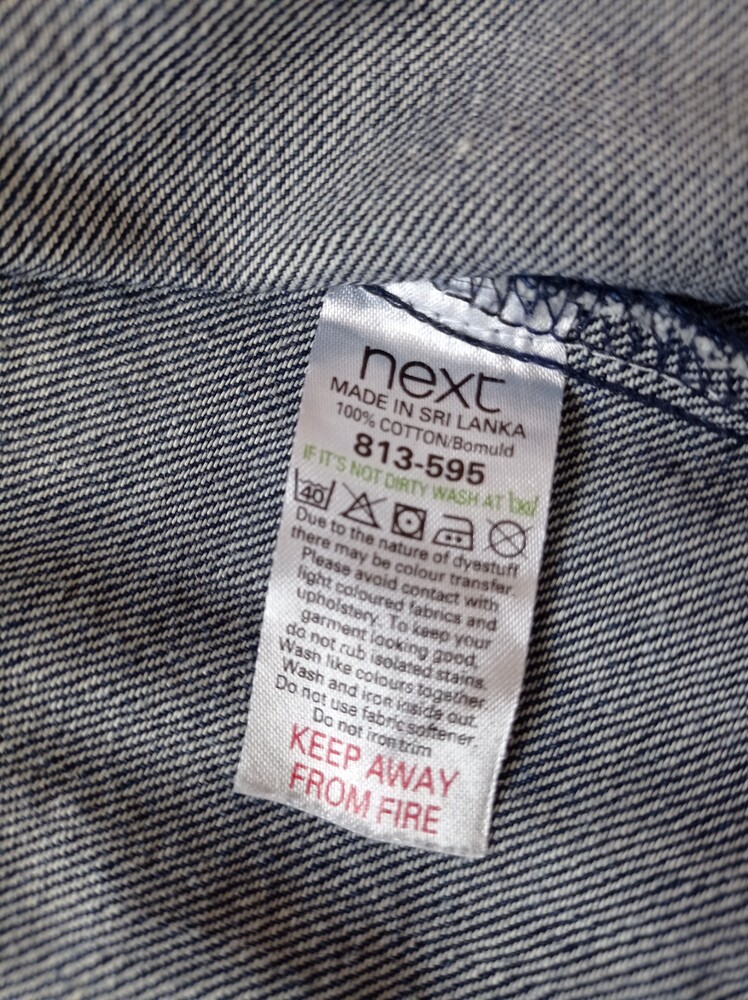 next
MADE IN SRI LANKA
100% COTTON/Bomuld
813-595
IF IT'S NOT DIRTY WASH AT 30
40
Due to the nature of dyestuff
there may be colour transfer.
Please avoid contact with
light coloured fabrics and
upholstery. To keep your
garment looking good,
do not rub isolated stains.
Wash like colours together.
Wash and iron inside out.
Do not use fabric softener.
Do not iron trim
KEEP AWAY
FROM FIRE